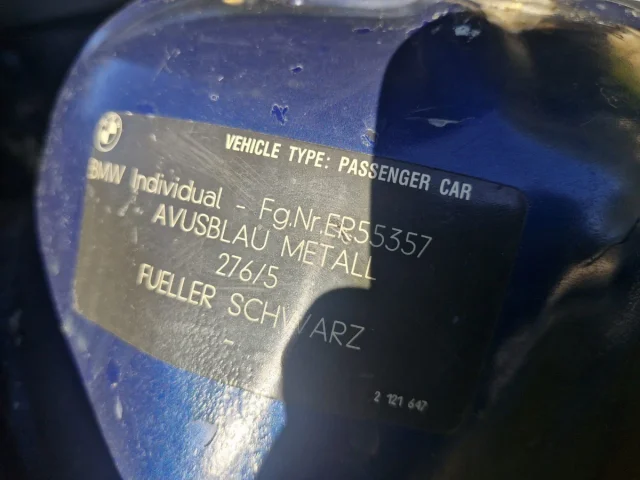 VEHICLE TYPE: PASSENGER CAR
BMW Individual - Fg.Nr.ER55357
AVUSBLAU METALL
276/5
FUELLER SCHWARZ
-
2 121 647